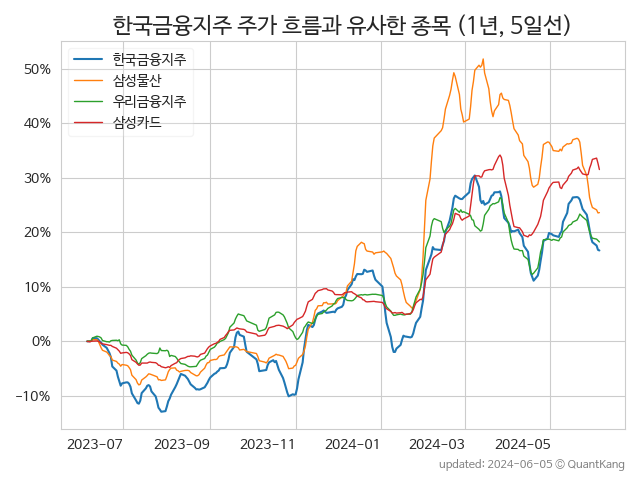 한국금융지주 주가 흐름과 유사한 종목 (1년, 5일선)
한국금융지주
삼성물산
우리금융지주
삼성카드
50%
40%
30%
20%
10%
0%
−10%
2023-07 2023-09 2023-11 2024-01 2024-03 2024-05
updated: 2024-06-05 © QuantKang